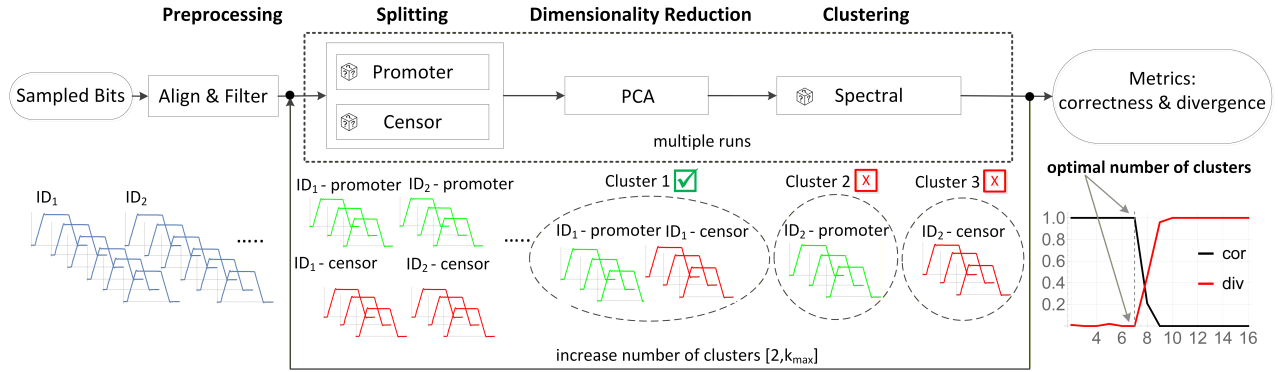 Preprocessing Splitting Dimensionality Reduction Clustering
Sampled Bits
Align & Filter
Promoter
Censor
PCA
Spectral
multiple runs
Metrics:
correctness & divergence
ID1
ID2
.....
ID1 - promoter
ID2 - promoter
ID1 - censor
ID2 - censor
.....
Cluster 1
ID1 - promoter ID1 - censor
Cluster 2 X
ID2 - promoter
Cluster 3 X
ID2 - censor
increase number of clusters [2,kmax]
optimal number of clusters
1.0
0.8
0.6
0.4
0.2
4 6 8 10 12 14 16
cor
div